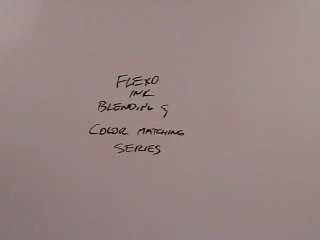 FLEXO
INK
BLENDING &
COLOR MATCHING
SERIES